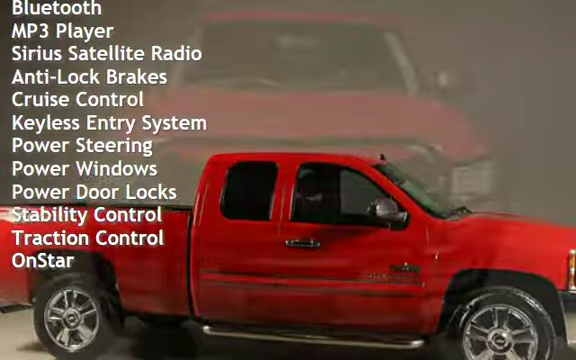 Bluetooth
MP3 Player
Sirius Satellite Radio
Anti-Lock Brakes
Cruise Control
Keyless Entry System
Power Steering
Power Windows
Power Door Locks
Stability Control
Traction Control
OnStar